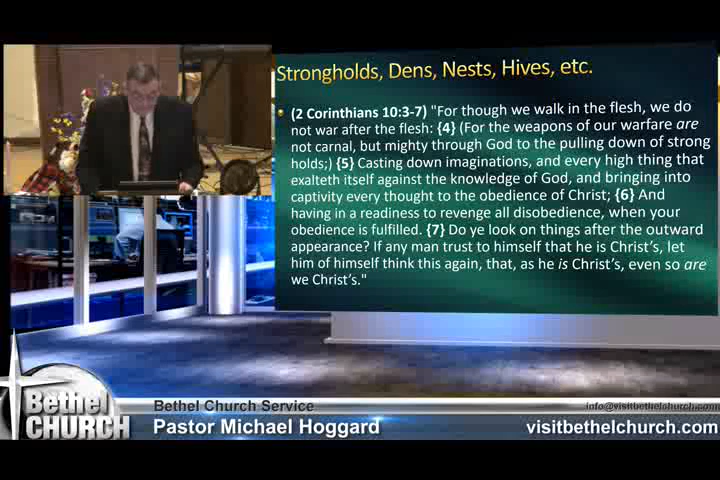 Strongholds, Dens, Nests, Hives, etc.
(2 Corinthians 10:3-7) "For though we walk in the flesh, we do
not war after the flesh: {4} (For the weapons of our warfare are
not carnal, but mighty through God to the pulling down of strong
holds;) {5} Casting down imaginations, and every high thing that
exalteth itself against the knowledge of God, and bringing into
captivity every thought to the obedience of Christ; {6} And
having in a readiness to revenge all disobedience, when your
obedience is fulfilled. {7} Do ye look on things after the outward
appearance? If any man trust to himself that he is Christ's, let
him of himself think this again, that, as he is Christ's, even so are
we Christ's."
Bethel
CHURCH
Bethel Church Service
info@visitbethelchurch.com
Pastor Michael Hoggard
visitbethelchurch.com